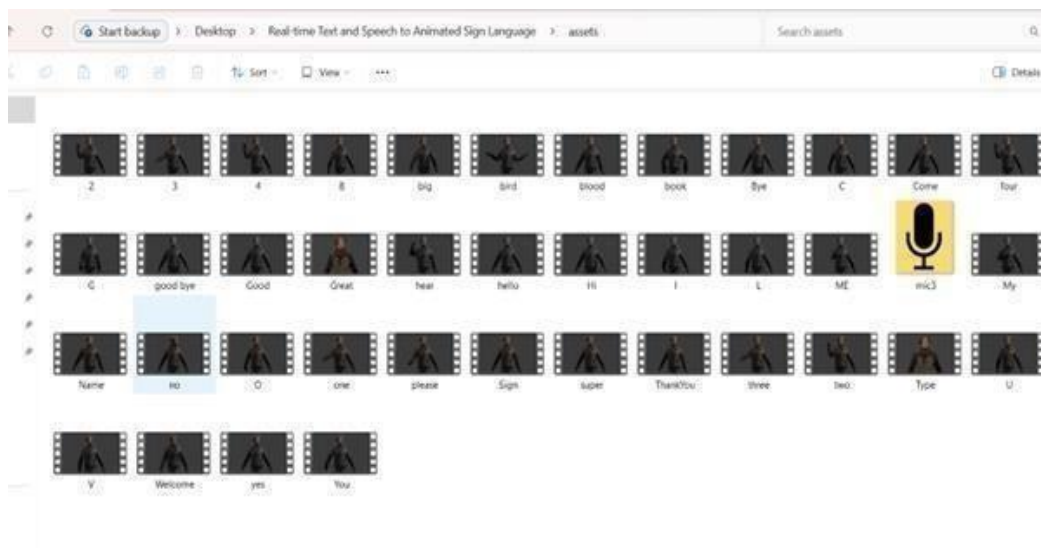 Start backup > Desktop > Real-time Text and Speech to Animated Sign Language > assets Search assets
Sort View ... Details
2 3 4 8 big bird blood book Bye C Come four
G good bye Good Great hear hello Hi I L ME mic3 My
Name no O one please Sign super ThankYou three two Type U
V Welcome yes You